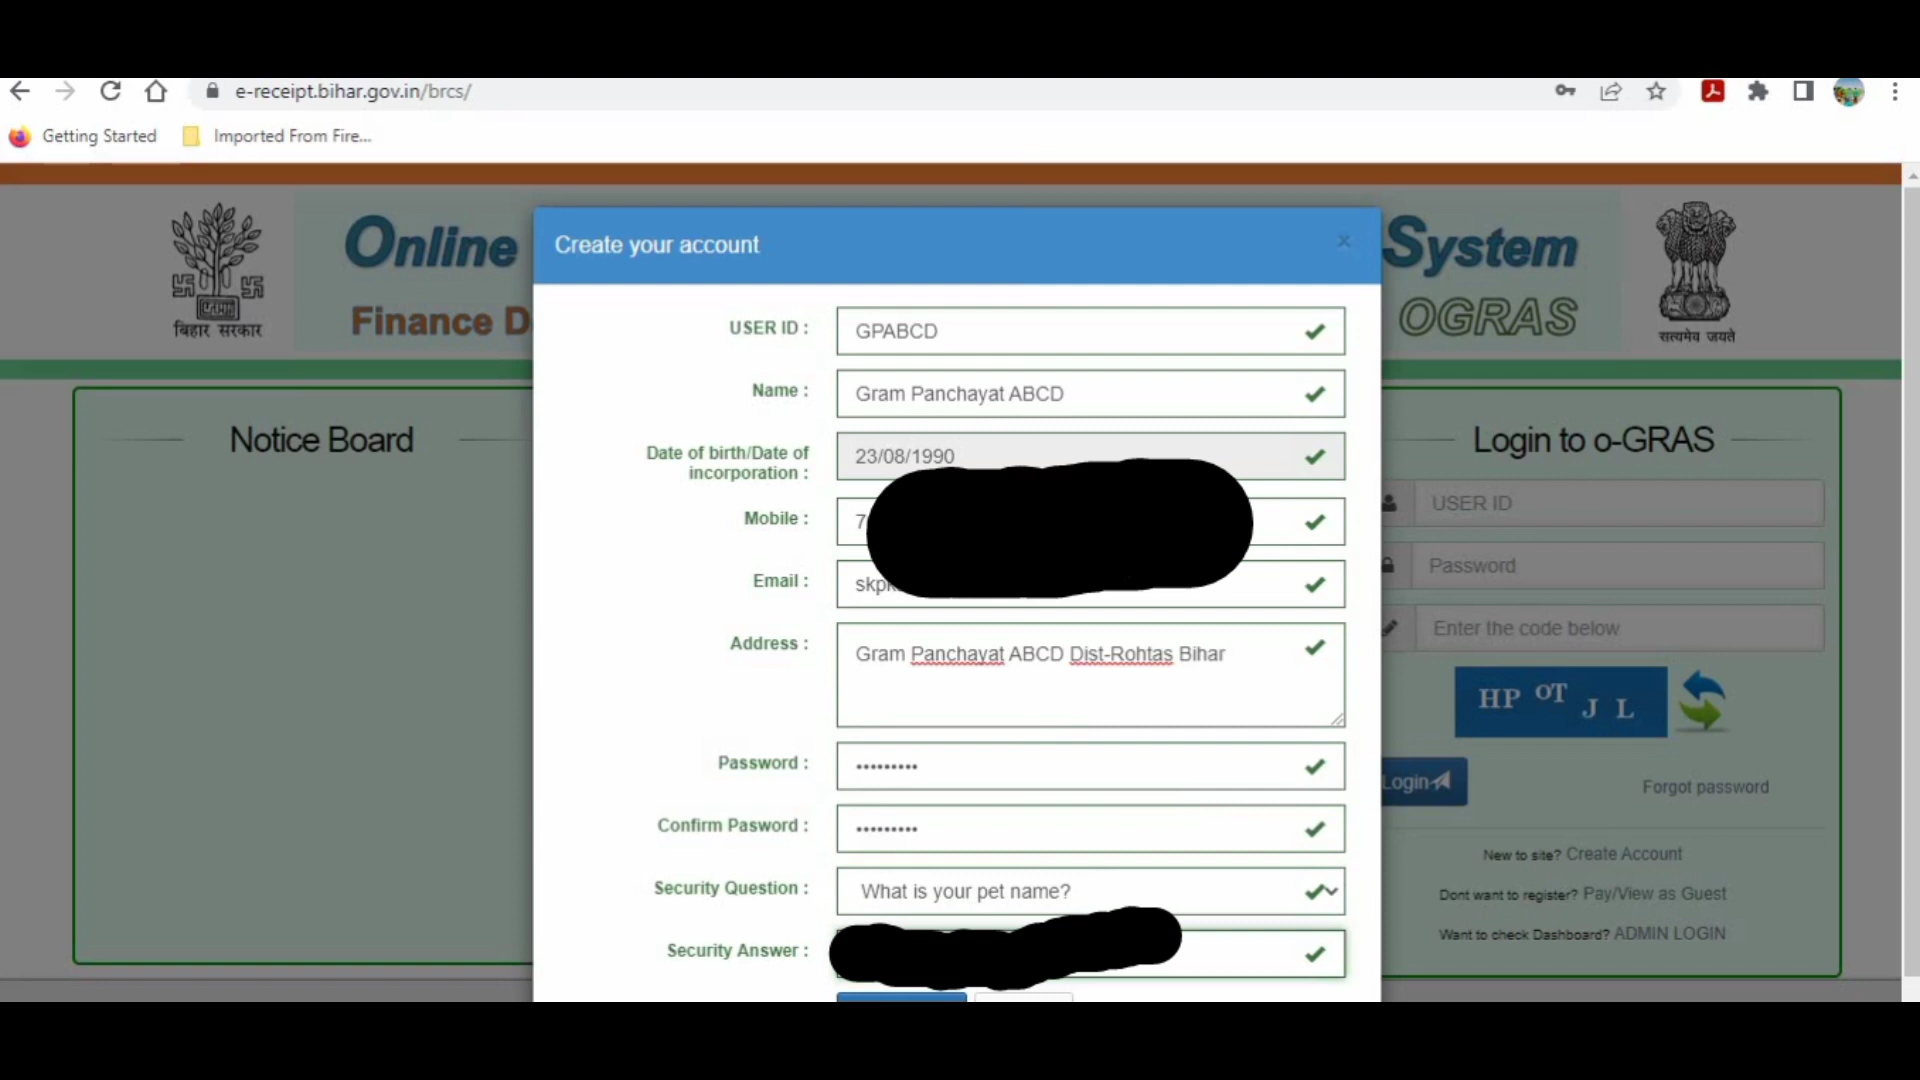 e-receipt.bihar.gov.in/brcs/
Getting Started
Imported From Fire...
Online
System
Finance D
OGRAS
बिहार सरकार
सत्यमेव जयते
Create your account
USER ID :
GPABCD
Name :
Gram Panchayat ABCD
Date of birth/Date of
incorporation :
23/08/1990
Mobile :
7
Email :
Address :
Gram Panchayat ABCD Dist-Rohtas Bihar
Password :
•••••••••
Confirm Pasword :
•••••••••
Security Question :
What is your pet name?
Security Answer :
Notice Board
Login to o-GRAS
USER ID
Password
Enter the code below
HP OT J L
Login
Forgot password
New to site? Create Account
Dont want to register? Pay/View as Guest
Want to check Dashboard? ADMIN LOGIN